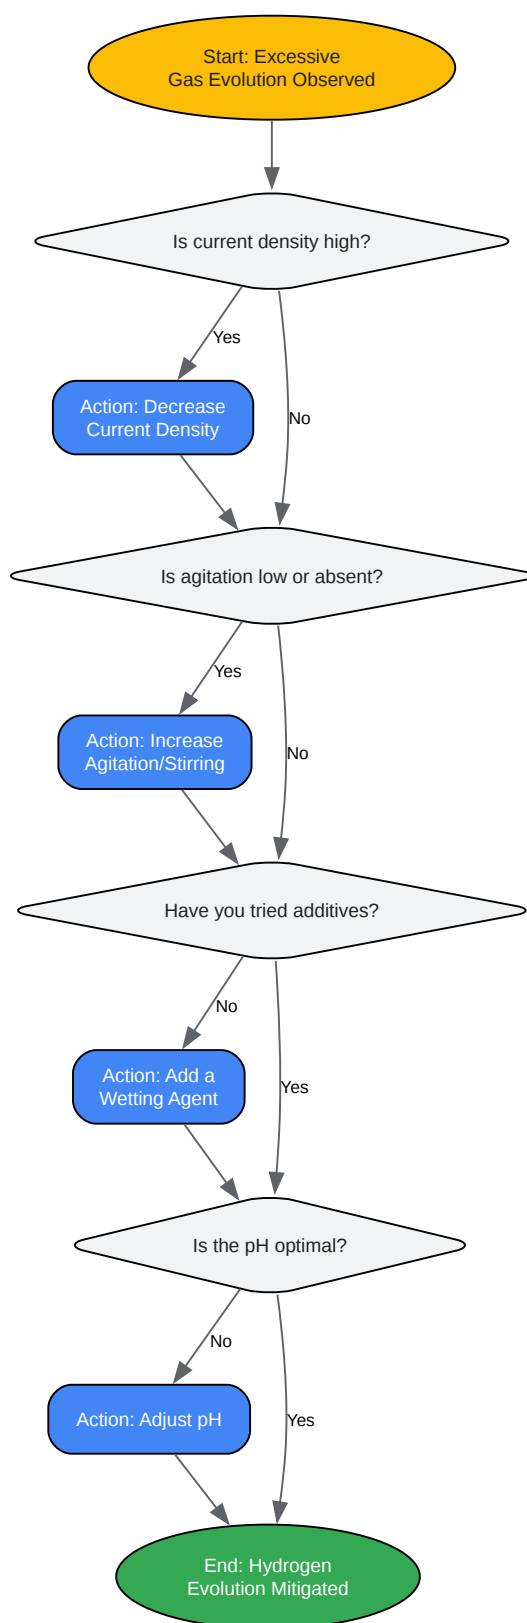 Start: Excessive
Gas Evolution Observed
Is current density high?
Yes
Action: Decrease
Current Density
No
Is agitation low or absent?
Yes
Action: Increase
Agitation/Stirring
No
Have you tried additives?
No
Action: Add a
Wetting Agent
Yes
Is the pH optimal?
No
Action: Adjust pH
Yes
End: Hydrogen
Evolution Mitigated